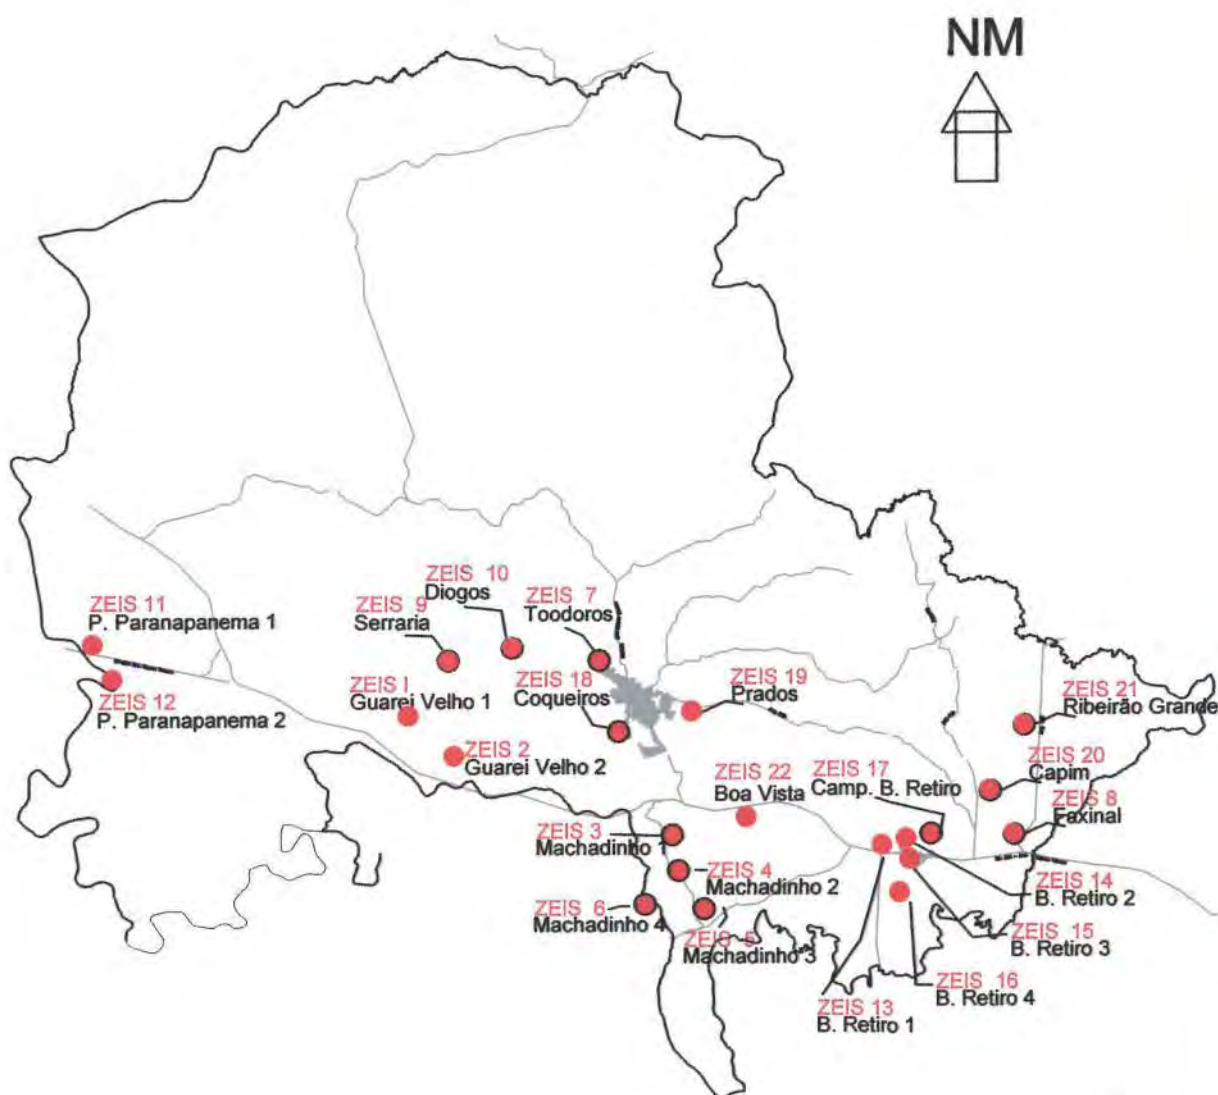 NM
ZEIS 10
Diogos
ZEIS 7
Toodoros
ZEIS 9
Serraria
ZEIS 11
P. Paranapanema 1
ZEIS 12
P. Paranapanema 2
ZEIS I
Guarei Velho 1
ZEIS 18
Coqueiros
ZEIS 19
Prados
ZEIS 21
Ribeirão Grande
ZEIS 2
Guarei Velho 2
ZEIS 22
Boa Vista
ZEIS 17
Camp. B. Retiro
ZEIS 20
Capim
ZEIS 8
Faxinal
ZEIS 3
Machadinho 1
ZEIS 4
Machadinho 2
ZEIS 14
B. Retiro 2
ZEIS 6
Machadinho 4
ZEIS 5
Machadinho 3
ZEIS 15
B. Retiro 3
ZEIS 16
B. Retiro 4
ZEIS 13
B. Retiro 1